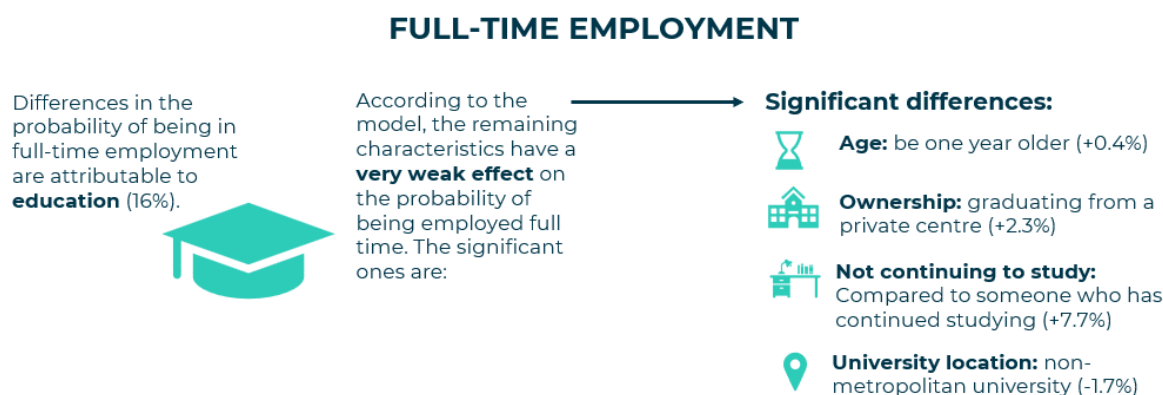 FULL-TIME EMPLOYMENT
Differences in the
probability of being in
full-time employment
are attributable to
education (16%).
According to the
model, the remaining
characteristics have a
very weak effect on
the probability of
being employed full
time. The significant
ones are:
Significant differences:
Age: be one year older (+0.4%)
Ownership: graduating from a
private centre (+2.3%)
Not continuing to study:
Compared to someone who has
continued studying (+7.7%)
University location: non-
metropolitan university (-1.7%)